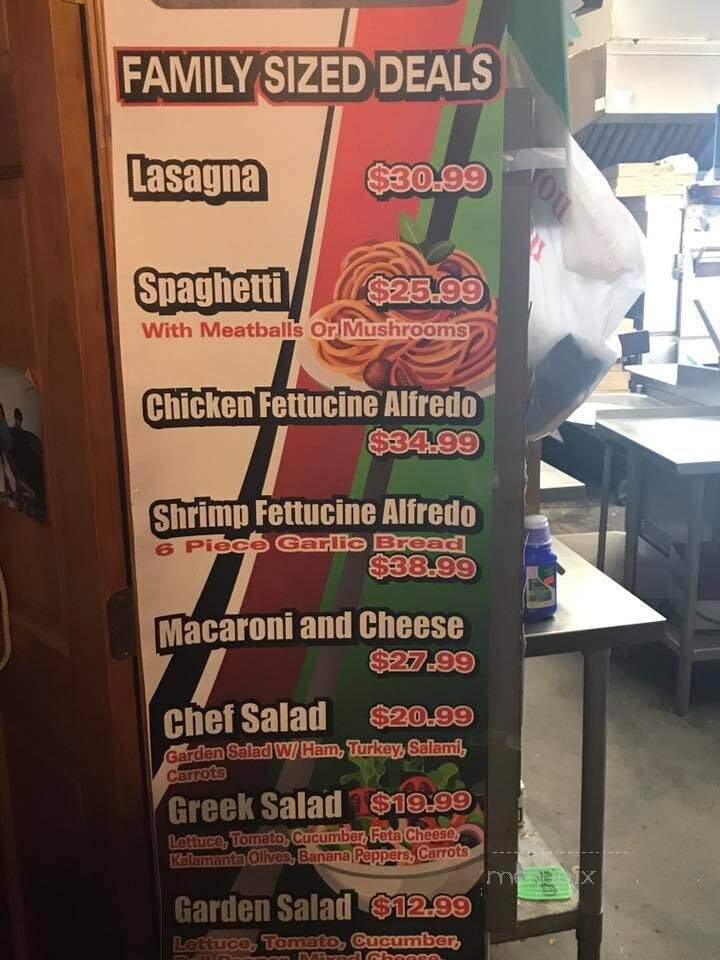 FAMILY SIZED DEALS
Lasagna $30.99
Spaghetti $25.99
With Meatballs Or Mushrooms
Chicken Fettucine Alfredo
$34.99
Shrimp Fettucine Alfredo
6 Piece Garlic Bread
$38.99
Macaroni and Cheese
$27.99
Chef Salad $20.99
Garden Salad W/ Ham, Turkey, Salami,
Carrots
Greek Salad $19.99
Lettuce, Tomato, Cucumber, Feta Cheese,
Kalamanta Olives, Banana Peppers, Carrots
Garden Salad $12.99
Lettuce, Tomato, Cucumber,
Mixed Cheese